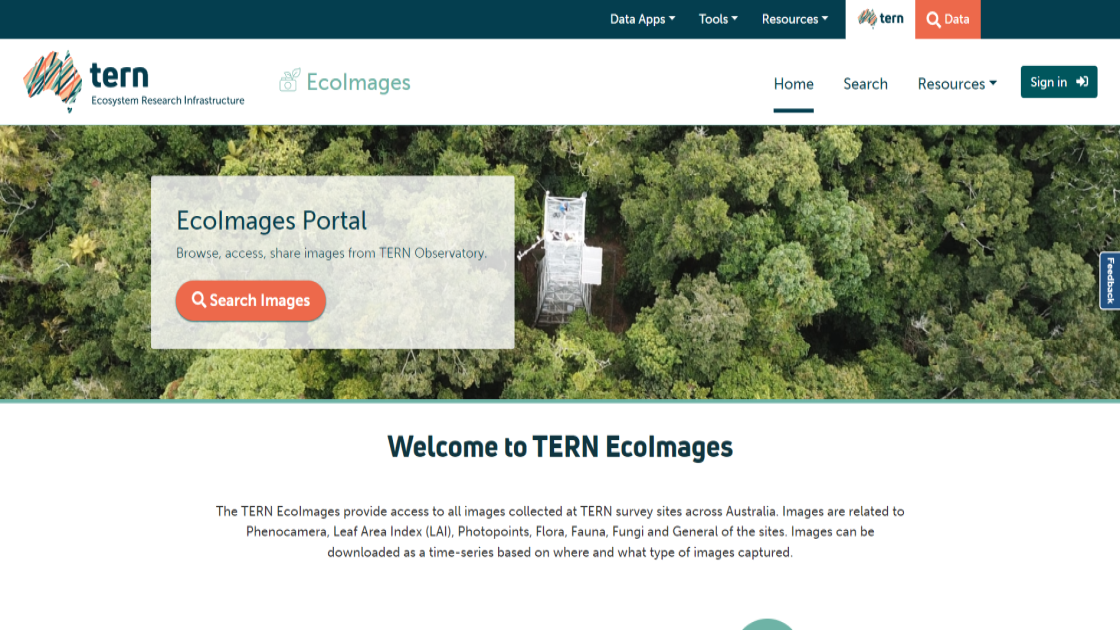 Data Apps
Tools
Resources
tern
Data
tern
Ecosystem Research Infrastructure
EcoImages
Home
Search
Resources
Sign in
EcoImages Portal
Browse, access, share images from TERN Observatory.
Search Images
Feedback
Welcome to TERN EcoImages
The TERN EcoImages provide access to all images collected at TERN survey sites across Australia. Images are related to
Phenocamera, Leaf Area Index (LAI), Photopoints, Flora, Fauna, Fungi and General of the sites. Images can be
downloaded as a time-series based on where and what type of images captured.